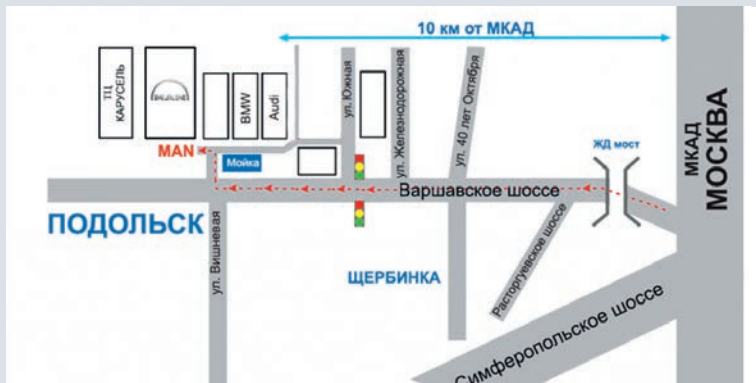 10 км от МКАД
ТЦ
КАРУСЕЛЬ
BMW
Audi
ул. Южная
ул. Железнодорожная
ул. 40 лет Октября
ЖД мост
МКАД
МОСКВА
MAN
Мойка
Варшавское шоссе
ПОДОЛЬСК
ул. Вишневая
ЩЕРБИНКА
Расторгуевское шоссе
Симферопольское шоссе